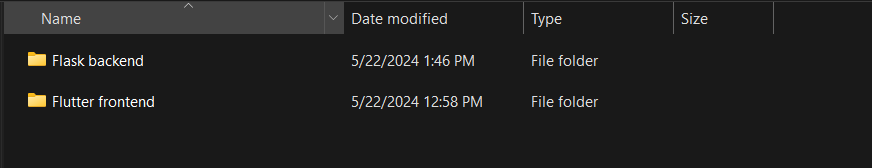 Name Date modified Type Size
Flask backend 5/22/2024 1:46 PM File folder
Flutter frontend 5/22/2024 12:58 PM File folder